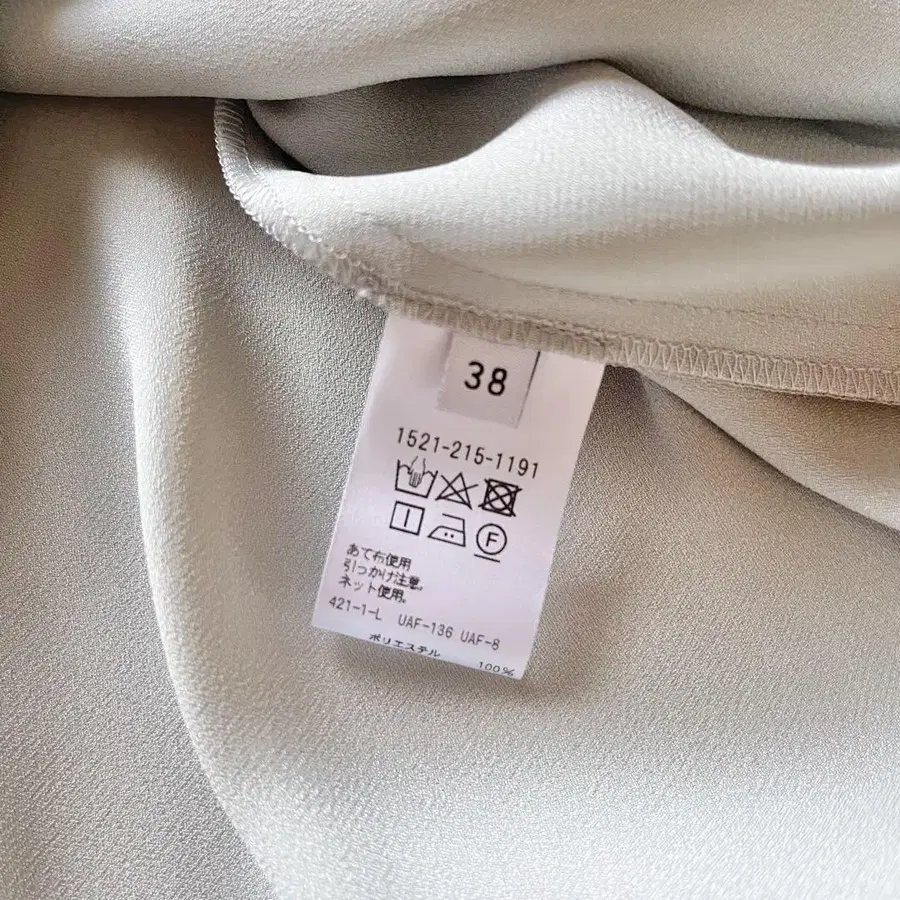 38
1521-215-1191
F
あて布使用
引っかけ注意。
ネット使用。
421-1-L UAF-136 UAF-8
ポリエステル 100%